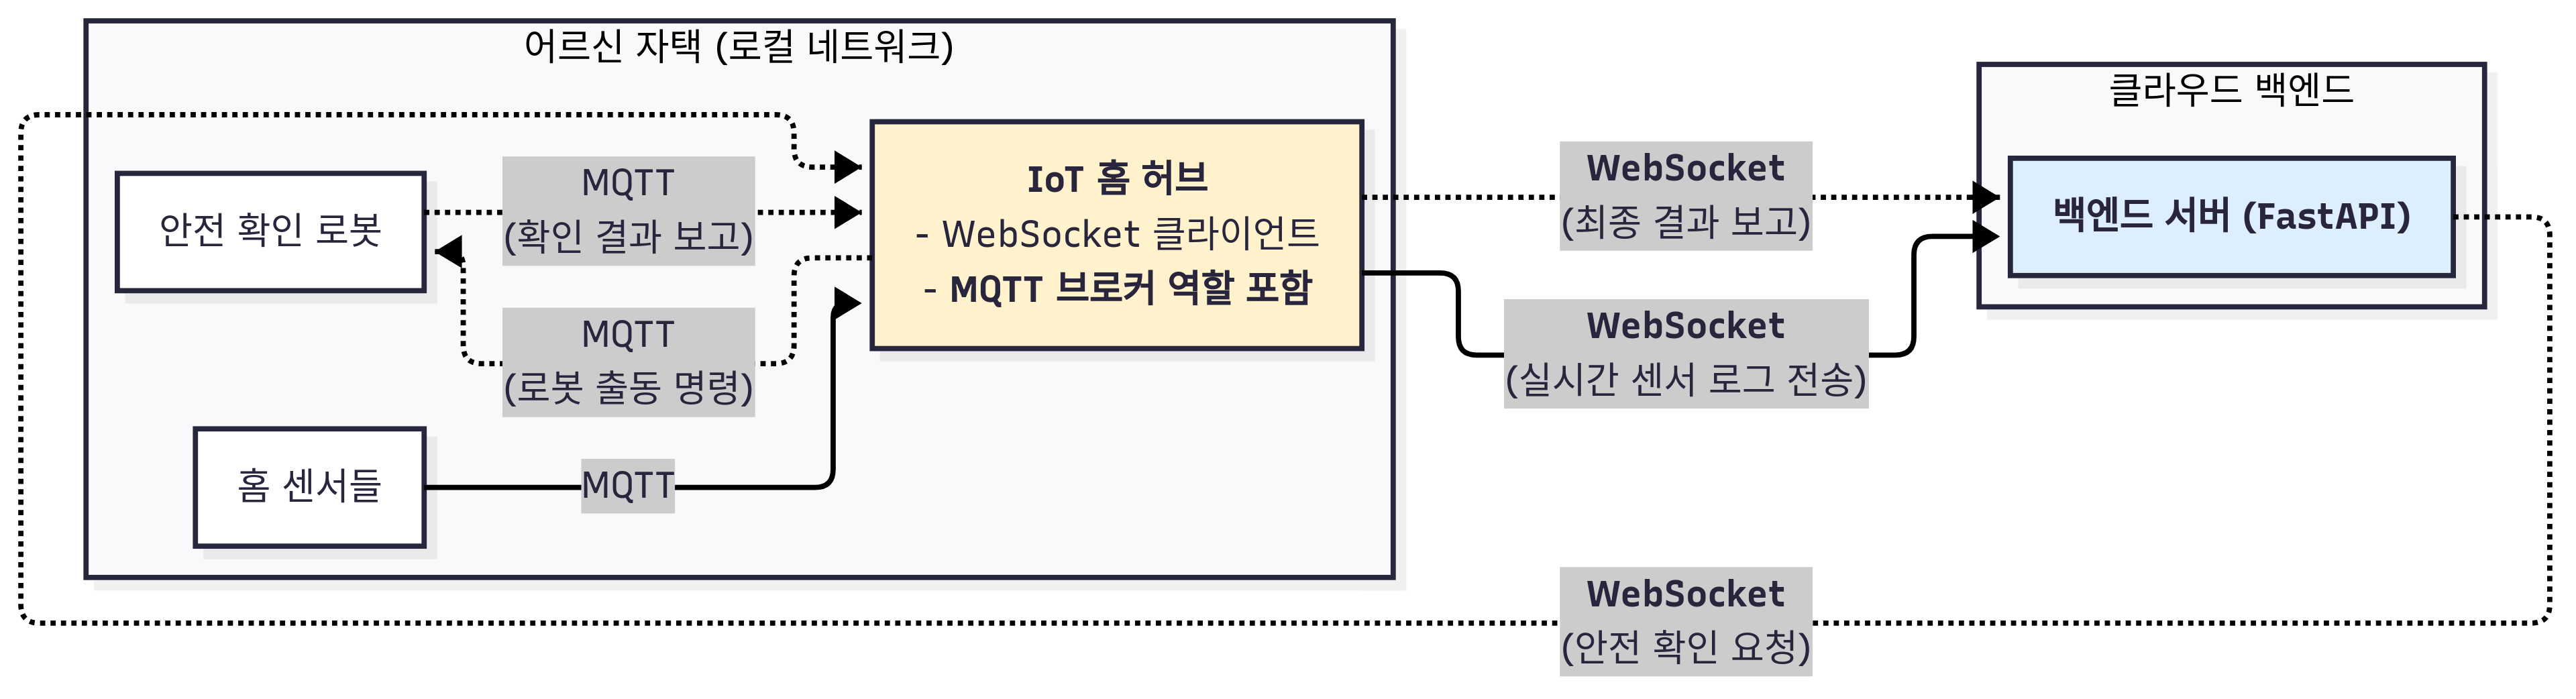 어르신 자택 (로컬 네트워크)
안전 확인 로봇
MQTT
(확인 결과 보고)
MQTT
(로봇 출동 명령)
홈 센서들
MQTT
IoT 홈 허브
- WebSocket 클라이언트
- MQTT 브로커 역할 포함
WebSocket
(최종 결과 보고)
WebSocket
(실시간 센서 로그 전송)
클라우드 백엔드
백엔드 서버 (FastAPI)
WebSocket
(안전 확인 요청)